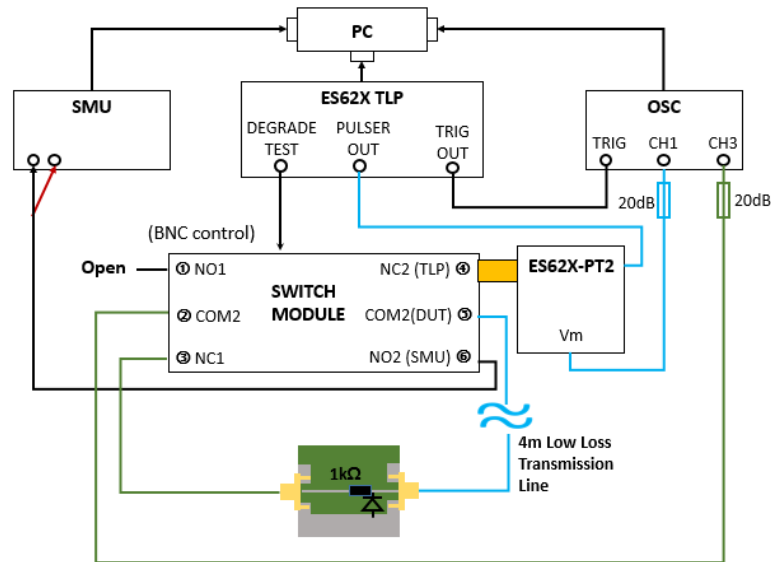 PC
SMU
ES62X TLP
OSC
DEGRADE
TEST
PULSER
OUT
TRIG
OUT
TRIG
CH1
CH3
20dB
20dB
(BNC control)
Open
① NO1
② COM2
③ NC1
SWITCH
MODULE
NC2 (TLP) ④
COM2(DUT) ⑤
NO2 (SMU) ⑥
ES62X-PT2
Vm
4m Low Loss
Transmission
Line
1kΩ